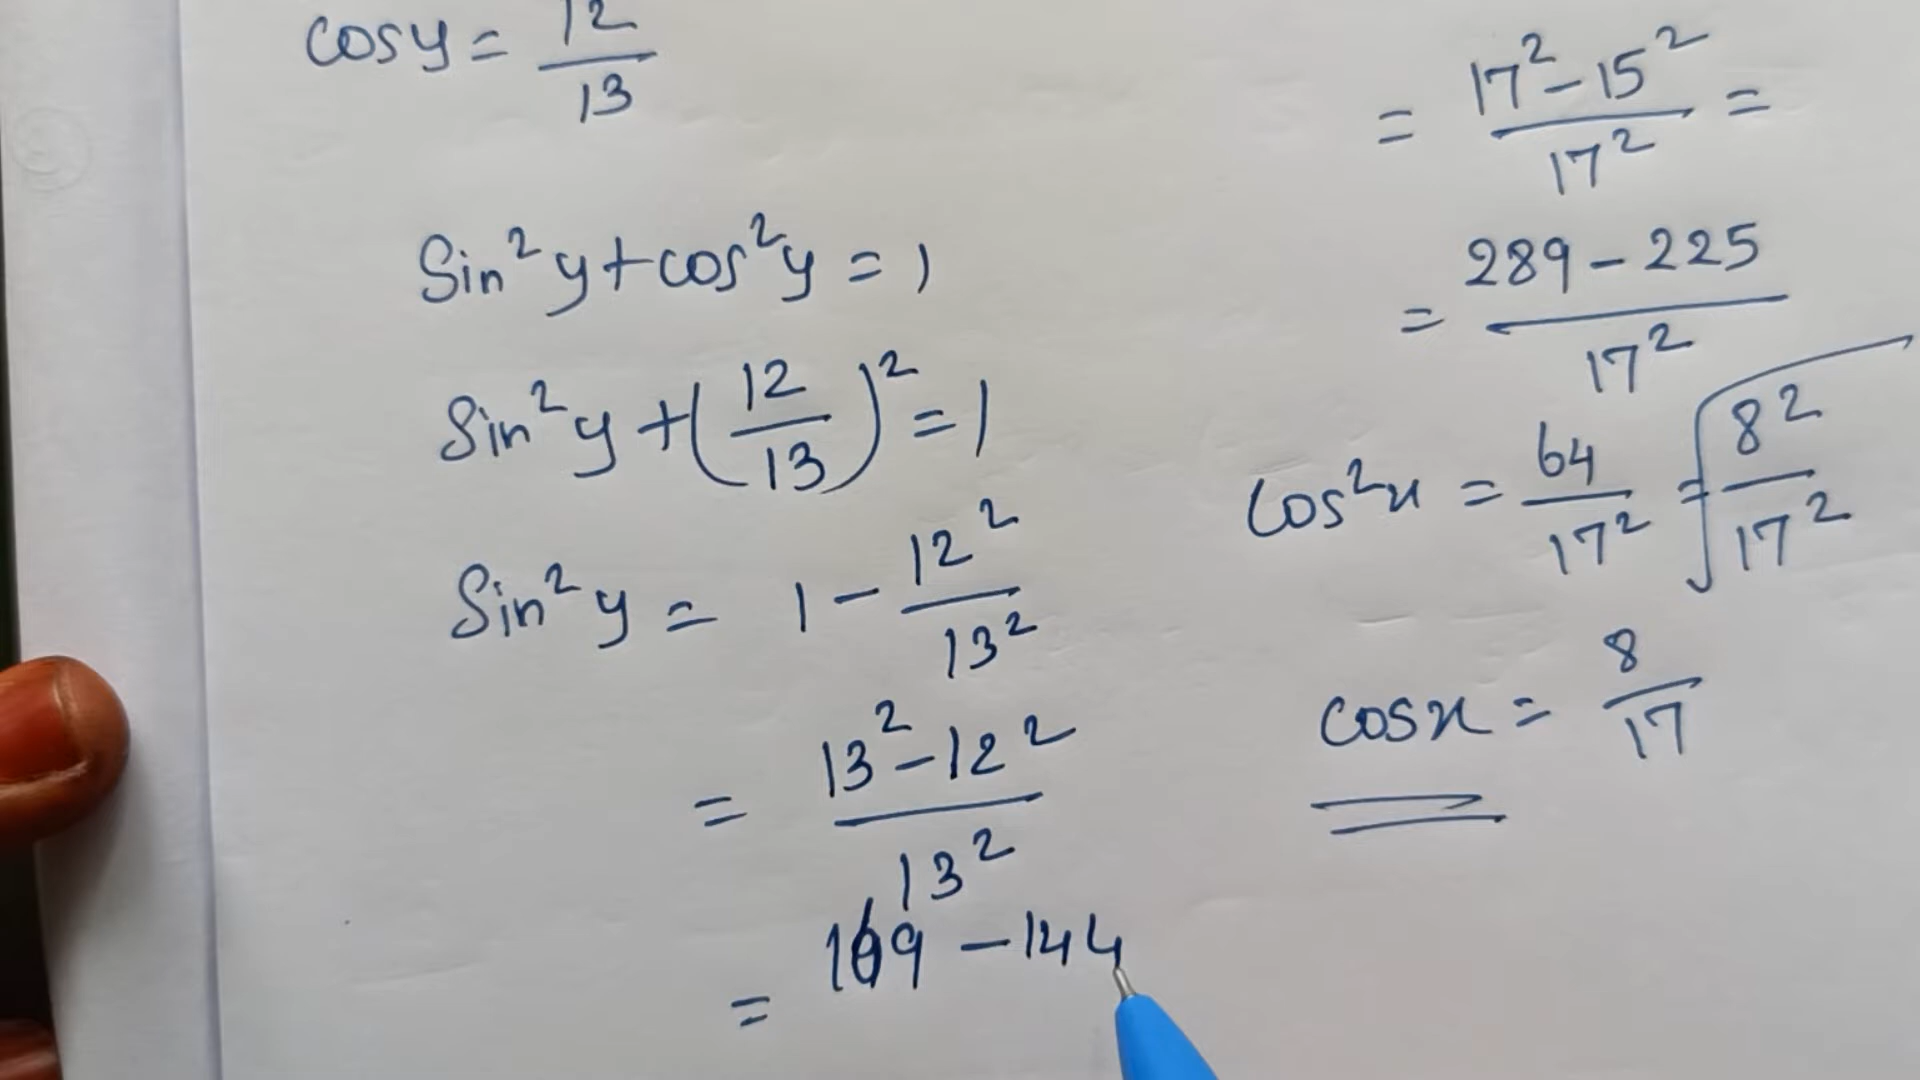 cosy = 12/13
Sin²y + cos²y = 1
Sin²y + (12/13)² = 1
Sin²y = 1 - 12²/13²
= 13² - 12²/13²
= 169 - 144
= 17² - 15²/17² =
= 289 - 225/17²
Cos²x = 64/17² = √8²/17²
cosx = 8/17